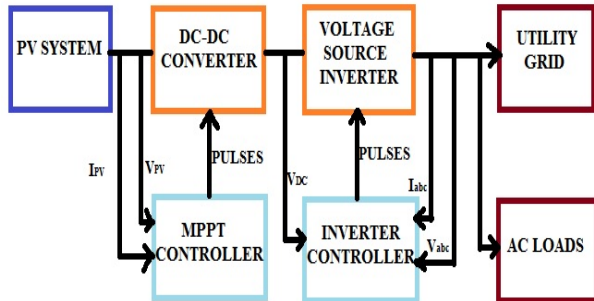 PV SYSTEM
DC-DC
CONVERTER
VOLTAGE
SOURCE
INVERTER
UTILITY
GRID
IPV
VPV
PULSES
VDC
PULSES
Iabc
Vabc
MPPT
CONTROLLER
INVERTER
CONTROLLER
AC LOADS